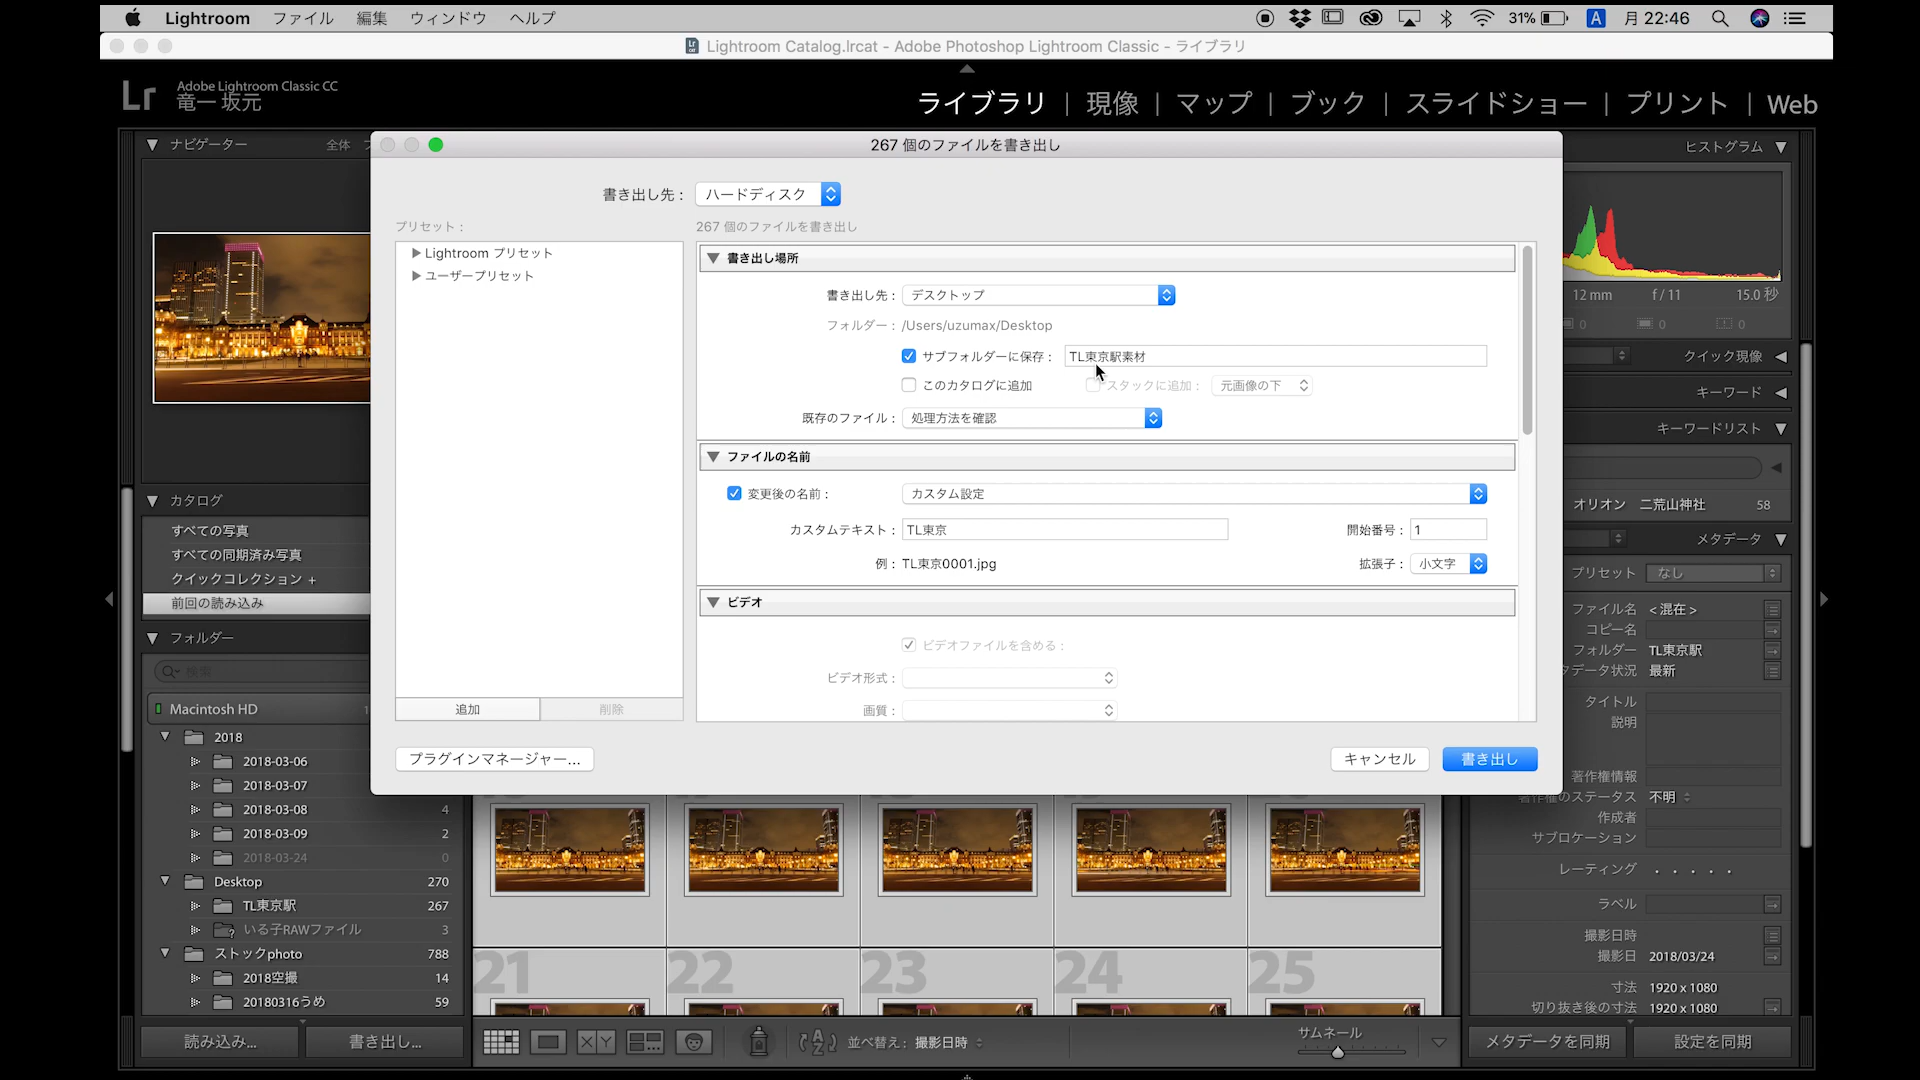 Lightroom ファイル 編集 ウィンドウ ヘルプ 31% A 月 22:46
Lightroom Catalog.lrcat - Adobe Photoshop Lightroom Classic - ライブラリ
Lr Adobe Lightroom Classic CC
竜一 坂元
ライブラリ | 現像 | マップ | ブック | スライドショー | プリント | Web
ナビゲーター 全体
267 個のファイルを書き出し
ヒストグラム
書き出し先： ハードディスク
プリセット： 267 個のファイルを書き出し
Lightroom プリセット
ユーザープリセット
書き出し場所
書き出し先： デスクトップ
フォルダー： /Users/uzumax/Desktop
サブフォルダーに保存： TL東京駅素材
このカタログに追加 スタックに追加： 元画像の下
既存のファイル： 処理方法を確認
ファイルの名前
変更後の名前： カスタム設定
カスタムテキスト： TL東京 開始番号： 1
例： TL東京0001.jpg 拡張子： 小文字
ビデオ
ビデオファイルを含める：
ビデオ形式：
画質：
追加 削除
プラグインマネージャー... キャンセル 書き出し
カタログ
すべての写真
すべての同期済み写真
クイックコレクション +
前回の読み込み
フォルダー
検索
Macintosh HD
2018
2018-03-06
2018-03-07
2018-03-08 4
2018-03-09 2
2018-03-24 0
Desktop 270
TL東京駅 267
いる子RAWファイル 3
ストックphoto 788
2018空撮 14
20180316うめ 59
読み込み... 書き出し...
21 22 23 24 25
並べ替え： 撮影日時
サムネール
12 mm f / 11 15.0 秒
0 0 0
クイック現像
キーワード
キーワードリスト
オリオン 二荒山神社 58
メタデータ
プリセット なし
ファイル名 < 混在 >
コピー名
フォルダー TL東京駅
タデータ状況 最新
タイトル
説明
著作権情報
著作権のステータス 不明
作成者
サブロケーション
レーティング . . . . .
ラベル
撮影日時
撮影日 2018/03/24
寸法 1920 x 1080
切り抜き後の寸法 1920 x 1080
メタデータを同期 設定を同期